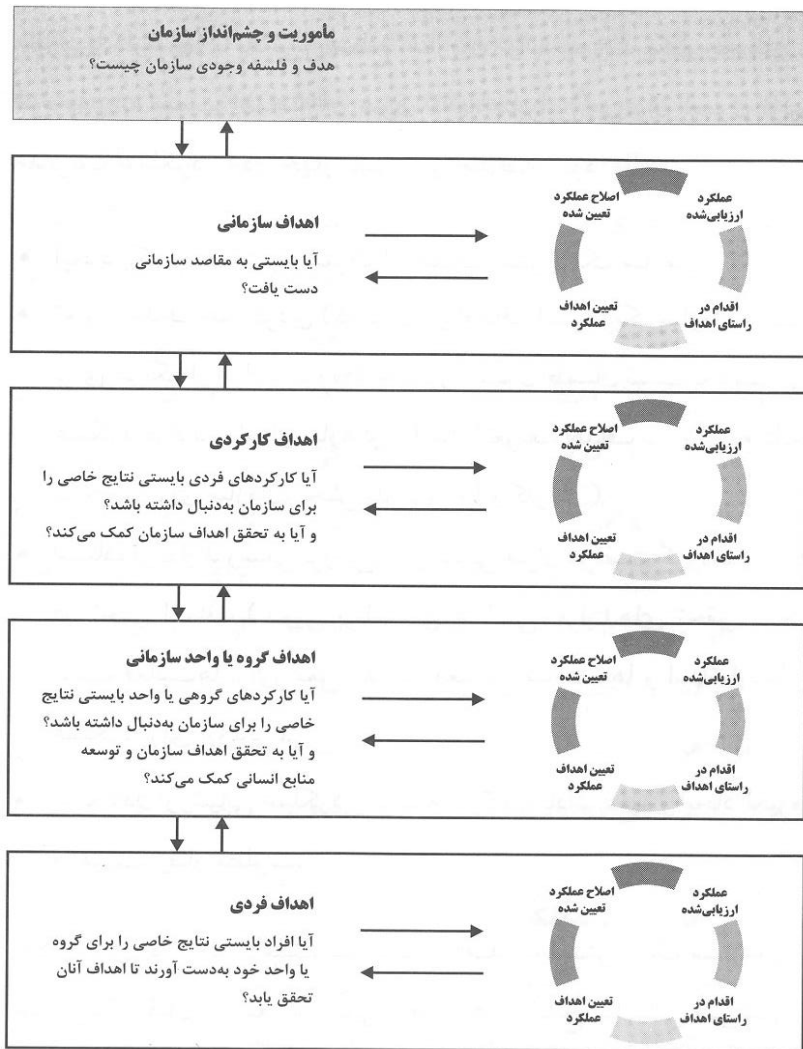 مأموریت و چشم‌انداز سازمان
هدف و فلسفه وجودی سازمان چیست؟
اهداف سازمانی
آیا بایستی به مقاصد سازمانی
دست یافت؟
عملکرد
ارزیابی‌شده
اصلاح عملکرد
تعیین شده
اقدام در
راستای اهداف
تعیین اهداف
عملکرد
اهداف کارکردی
آیا کارکردهای فردی بایستی نتایج خاصی را
برای سازمان به‌دنبال داشته باشد؟
و آیا به تحقق اهداف سازمان کمک می‌کند؟
عملکرد
ارزیابی‌شده
اصلاح عملکرد
تعیین شده
اقدام در
راستای اهداف
تعیین اهداف
عملکرد
اهداف گروه یا واحد سازمانی
آیا کارکردهای گروهی یا واحد بایستی نتایج
خاصی را برای سازمان به‌دنبال داشته باشد؟
و آیا به تحقق اهداف سازمان و توسعه
منابع انسانی کمک می‌کند؟
عملکرد
ارزیابی‌شده
اصلاح عملکرد
تعیین شده
اقدام در
راستای اهداف
تعیین اهداف
عملکرد
اهداف فردی
آیا افراد بایستی نتایج خاصی را برای گروه
یا واحد خود به‌دست آورند تا اهداف آنان
تحقق یابد؟
عملکرد
ارزیابی‌شده
اصلاح عملکرد
تعیین شده
اقدام در
راستای اهداف
تعیین اهداف
عملکرد